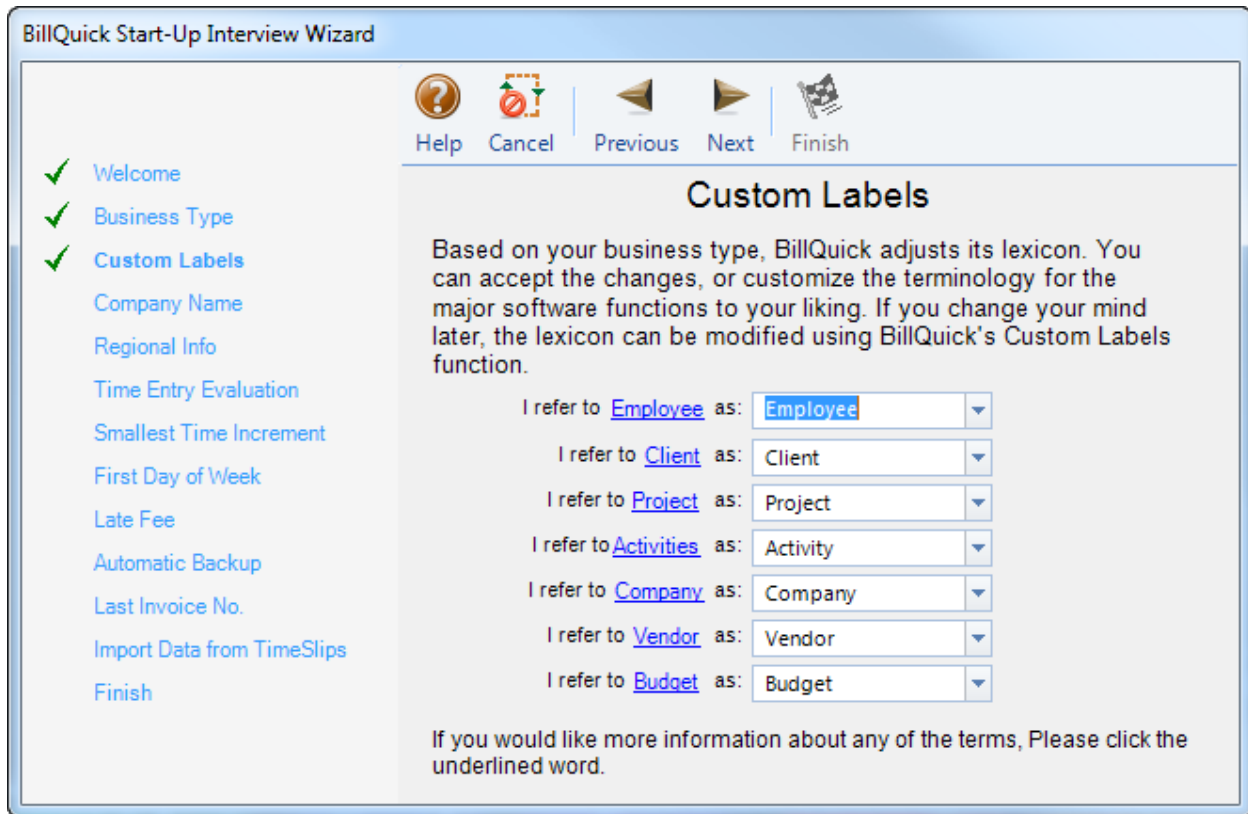 BillQuick Start-Up Interview Wizard
Help Cancel Previous Next Finish
Welcome
Business Type
Custom Labels
Company Name
Regional Info
Time Entry Evaluation
Smallest Time Increment
First Day of Week
Late Fee
Automatic Backup
Last Invoice No.
Import Data from TimeSlips
Finish
Custom Labels
Based on your business type, BillQuick adjusts its lexicon. You
can accept the changes, or customize the terminology for the
major software functions to your liking. If you change your mind
later, the lexicon can be modified using BillQuick's Custom Labels
function.
I refer to Employee as: Employee
I refer to Client as: Client
I refer to Project as: Project
I refer to Activities as: Activity
I refer to Company as: Company
I refer to Vendor as: Vendor
I refer to Budget as: Budget
If you would like more information about any of the terms, Please click the
underlined word.